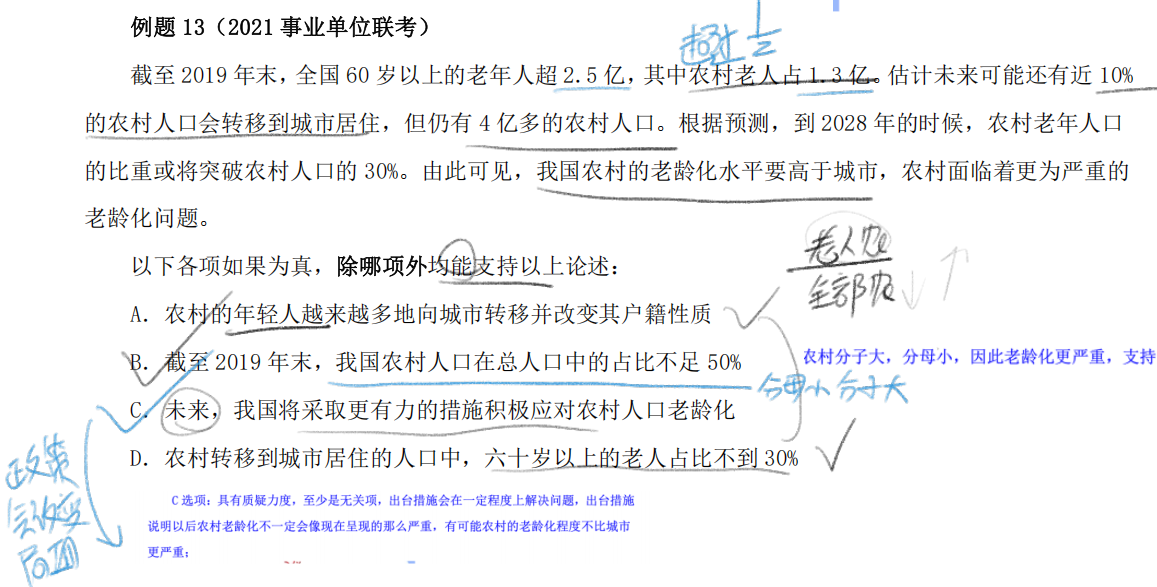 例题 13（2021 事业单位联考）
超过 1/2
截至 2019 年末，全国 60 岁以上的老年人超 2.5 亿，其中农村老人占 1.3 亿。估计未来可能还有近 10%
的农村人口会转移到城市居住，但仍有 4 亿多的农村人口。根据预测，到 2028 年的时候，农村老年人口
的比重或将突破农村人口的 30%。由此可见，我国农村的老龄化水平要高于城市，农村面临着更为严重的
老龄化问题。
以下各项如果为真，除哪项外均能支持以上论述：
老人农
全部农↓ ↑
A．农村的年轻人越来越多地向城市转移并改变其户籍性质
B．截至 2019 年末，我国农村人口在总人口中的占比不足 50%
农村分子大，分母小，因此老龄化更严重，支持
分母小分子大
C．未来，我国将采取更有力的措施积极应对农村人口老龄化
D．农村转移到城市居住的人口中，六十岁以上的老人占比不到 30%
政策
会改变
C 选项：具有质疑力度，至少是无关项，出台措施会在一定程度上解决问题，出台措施
说明以后农村老龄化不一定会像现在呈现的那么严重，有可能农村的老龄化程度不比城市
更严重；